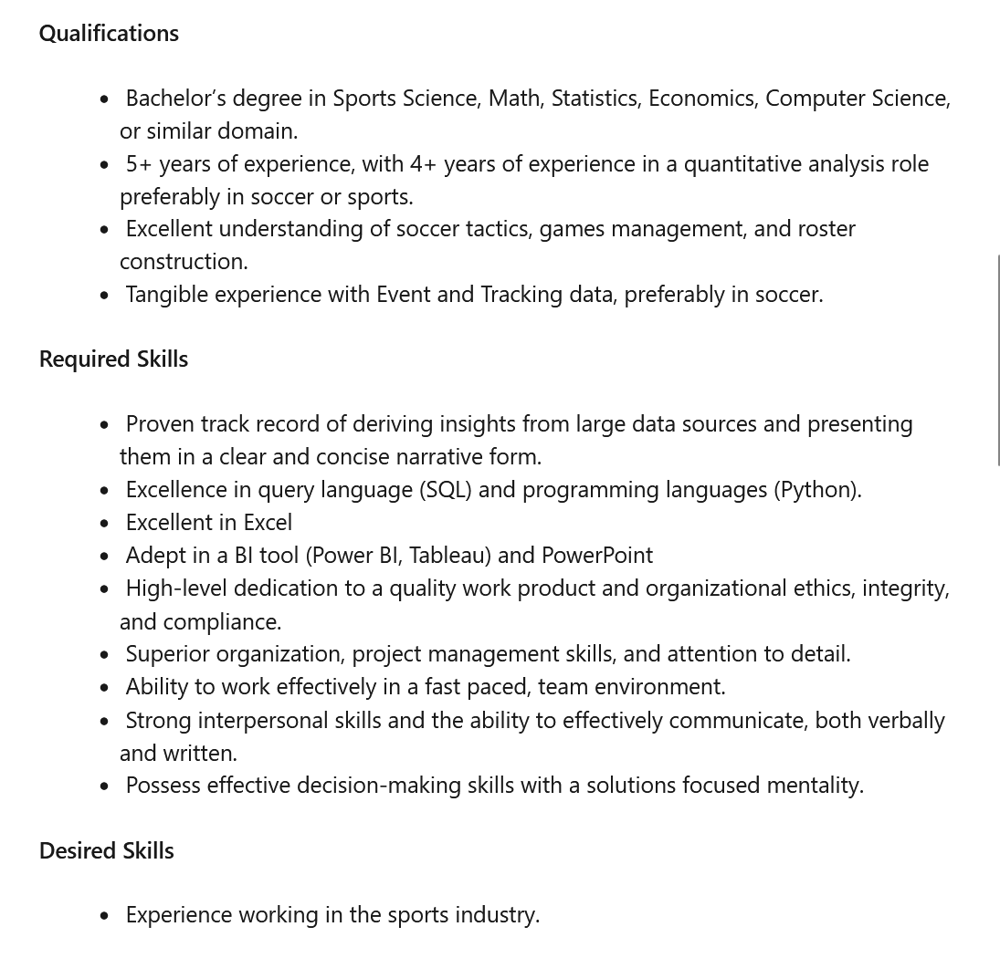 Qualifications
• Bachelor’s degree in Sports Science, Math, Statistics, Economics, Computer Science,
or similar domain.
• 5+ years of experience, with 4+ years of experience in a quantitative analysis role
preferably in soccer or sports.
• Excellent understanding of soccer tactics, games management, and roster
construction.
• Tangible experience with Event and Tracking data, preferably in soccer.
Required Skills
• Proven track record of deriving insights from large data sources and presenting
them in a clear and concise narrative form.
• Excellence in query language (SQL) and programming languages (Python).
• Excellent in Excel
• Adept in a BI tool (Power BI, Tableau) and PowerPoint
• High-level dedication to a quality work product and organizational ethics, integrity,
and compliance.
• Superior organization, project management skills, and attention to detail.
• Ability to work effectively in a fast paced, team environment.
• Strong interpersonal skills and the ability to effectively communicate, both verbally
and written.
• Possess effective decision-making skills with a solutions focused mentality.
Desired Skills
• Experience working in the sports industry.